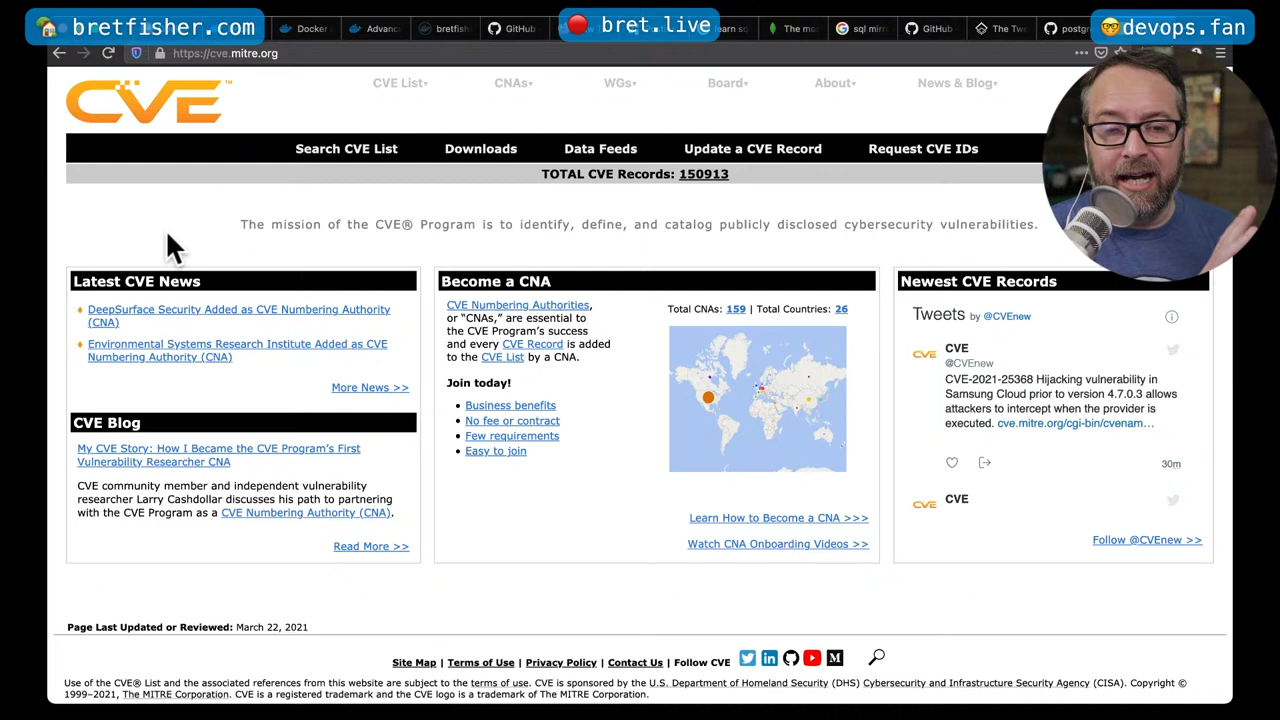 bretfisher.com
bret.live
devops.fan
Docker
Advanc
bretfish
GitHub
earn sq
The mos
sql mirr
GitHub
The Twe
postgr
https://cve.mitre.org
CVE™
CVE List▾
CNAs▾
WGs▾
Board▾
About▾
News & Blog▾
Search CVE List
Downloads
Data Feeds
Update a CVE Record
Request CVE IDs
TOTAL CVE Records: 150913
The mission of the CVE® Program is to identify, define, and catalog publicly disclosed cybersecurity vulnerabilities.
Latest CVE News
DeepSurface Security Added as CVE Numbering Authority
(CNA)
Environmental Systems Research Institute Added as CVE
Numbering Authority (CNA)
More News >>
CVE Blog
My CVE Story: How I Became the CVE Program’s First
Vulnerability Researcher CNA
CVE community member and independent vulnerability
researcher Larry Cashdollar discusses his path to partnering
with the CVE Program as a CVE Numbering Authority (CNA).
Read More >>
Become a CNA
CVE Numbering Authorities,
or “CNAs,” are essential to
the CVE Program’s success
and every CVE Record is added
to the CVE List by a CNA.
Join today!
• Business benefits
• No fee or contract
• Few requirements
• Easy to join
Total CNAs: 159 | Total Countries: 26
Learn How to Become a CNA >>>
Watch CNA Onboarding Videos >>
Newest CVE Records
Tweets by @CVEnew
CVE
CVE
@CVEnew
CVE-2021-25368 Hijacking vulnerability in
Samsung Cloud prior to version 4.7.0.3 allows
attackers to intercept when the provider is
executed. cve.mitre.org/cgi-bin/cvenam…
30m
CVE
CVE
Follow @CVEnew >>
Page Last Updated or Reviewed: March 22, 2021
Site Map | Terms of Use | Privacy Policy | Contact Us | Follow CVE
Use of the CVE® List and the associated references from this website are subject to the terms of use. CVE is sponsored by the U.S. Department of Homeland Security (DHS) Cybersecurity and Infrastructure Security Agency (CISA). Copyright ©
1999–2021, The MITRE Corporation. CVE is a registered trademark and the CVE logo is a trademark of The MITRE Corporation.